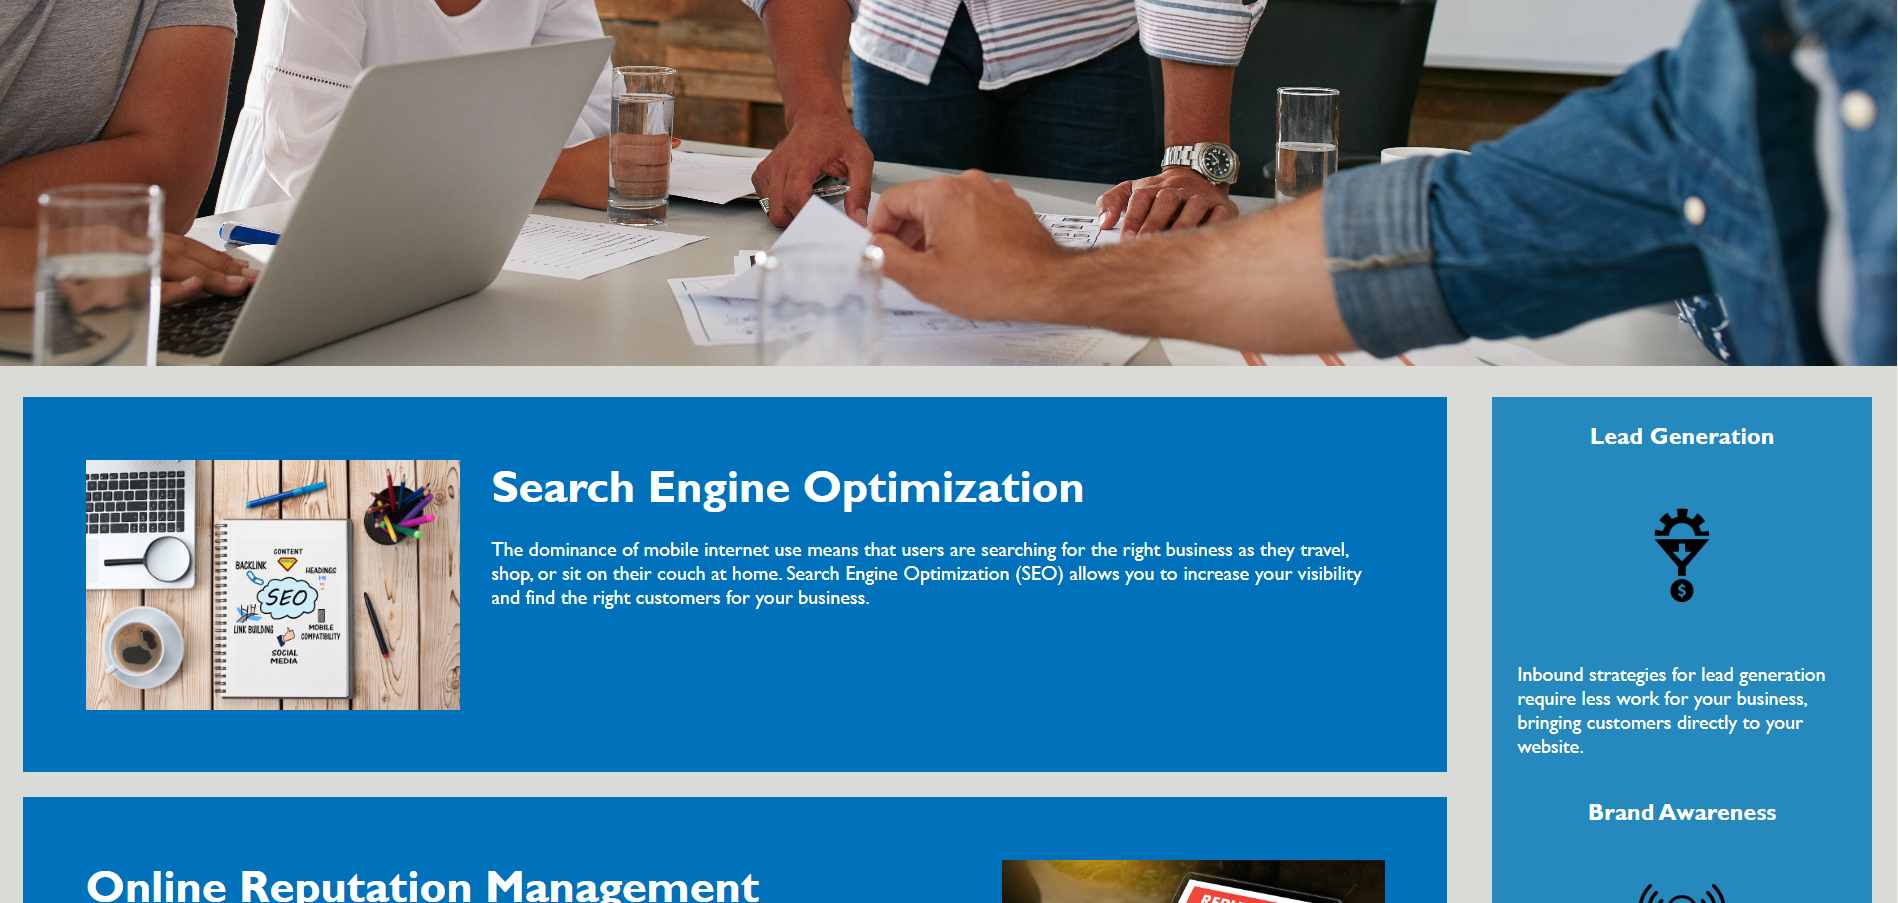 Search Engine Optimization
The dominance of mobile internet use means that users are searching for the right business as they travel,
shop, or sit on their couch at home. Search Engine Optimization (SEO) allows you to increase your visibility
and find the right customers for your business.
CONTENT
BACKLINK
HEADINGS
SEO
LINK BUILDING
MOBILE
COMPATIBILITY
SOCIAL
MEDIA
Online Reputation Management
Lead Generation
$
Inbound strategies for lead generation
require less work for your business,
bringing customers directly to your
website.
Brand Awareness